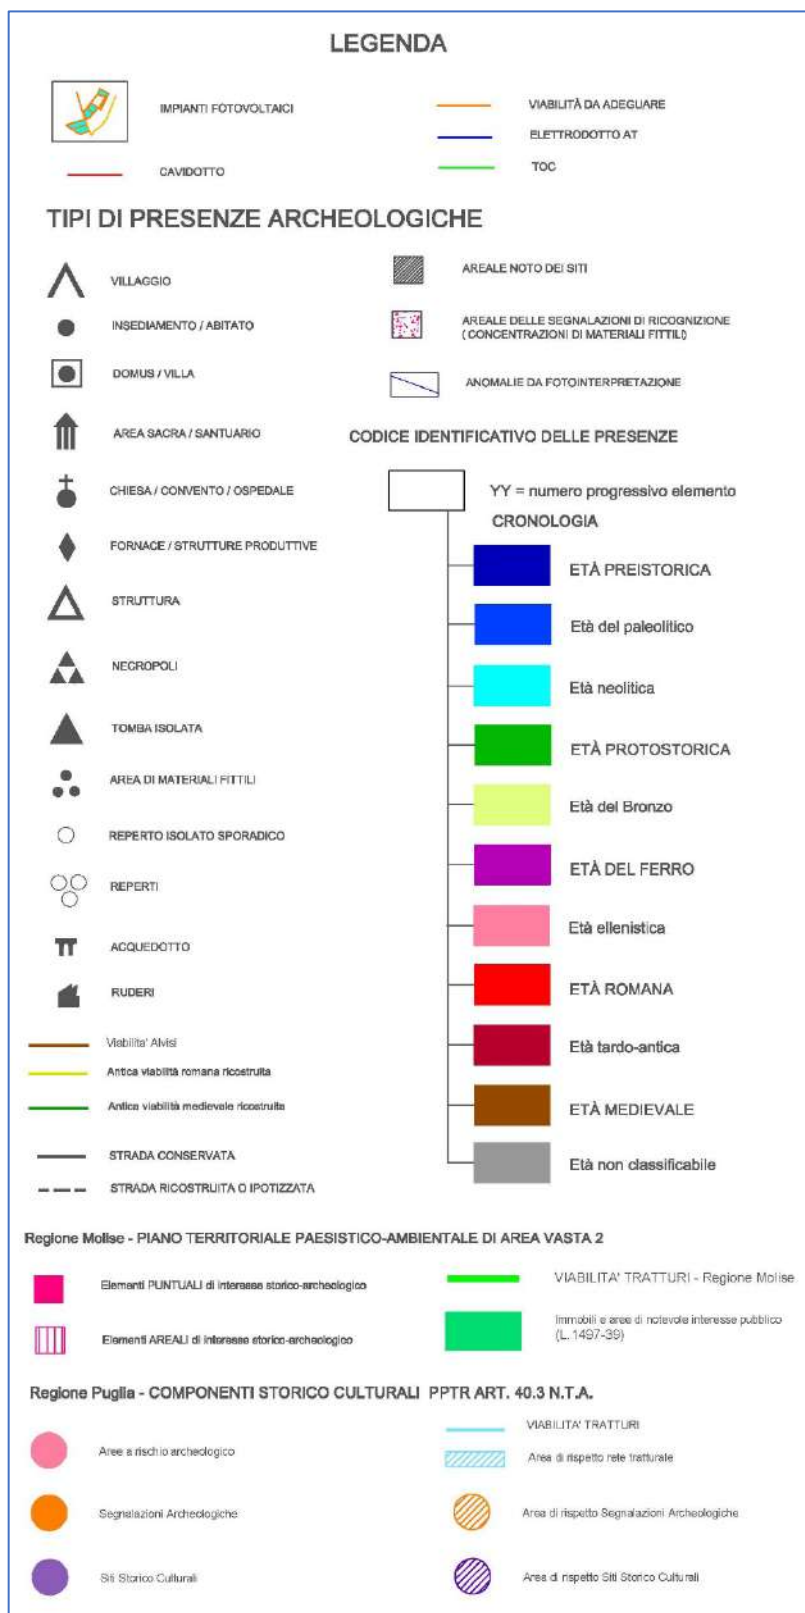 LEGENDA
IMPIANTI FOTOVOLTAICI
VIABILITÀ DA ADEGUARE
ELETTRODOTTO AT
CAVIDOTTO
TOC
TIPI DI PRESENZE ARCHEOLOGICHE
VILLAGGIO
INSEDIAMENTO / ABITATO
DOMUS / VILLA
AREA SACRA / SANTUARIO
CHIESA / CONVENTO / OSPEDALE
FORNACE / STRUTTURE PRODUTTIVE
STRUTTURA
NECROPOLI
TOMBA ISOLATA
AREA DI MATERIALI FITTILI
REPERTO ISOLATO SPORADICO
REPERTI
ACQUEDOTTO
RUDERI
Viabilita' Alvisi
Antica viabilità romana ricostruita
Antica viabilità medievale ricostruita
STRADA CONSERVATA
STRADA RICOSTRUITA O IPOTIZZATA
AREALE NOTO DEI SITI
AREALE DELLE SEGNALAZIONI DI RICOGNIZIONE
( CONCENTRAZIONI DI MATERIALI FITTILI)
ANOMALIE DA FOTOINTERPRETAZIONE
CODICE IDENTIFICATIVO DELLE PRESENZE
YY = numero progressivo elemento
CRONOLOGIA
ETÀ PREISTORICA
Età del paleolitico
Età neolitica
ETÀ PROTOSTORICA
Età del Bronzo
ETÀ DEL FERRO
Età ellenistica
ETÀ ROMANA
Età tardo-antica
ETÀ MEDIEVALE
Età non classificabile
Regione Molise - PIANO TERRITORIALE PAESISTICO-AMBIENTALE DI AREA VASTA 2
Elementi PUNTUALI di interesse storico-archeologico
Elementi AREALI di interesse storico-archeologico
VIABILITA' TRATTURI - Regione Molise
Immobili e aree di notevole interesse pubblico
(L. 1497-39)
Regione Puglia - COMPONENTI STORICO CULTURALI PPTR ART. 40.3 N.T.A.
Aree a rischio archeologico
Segnalazioni Archeologiche
Siti Storico Culturali
VIABILITA' TRATTURI
Area di rispetto rete tratturale
Area di rispetto Segnalazioni Archeologiche
Area di rispetto Siti Storico Culturali